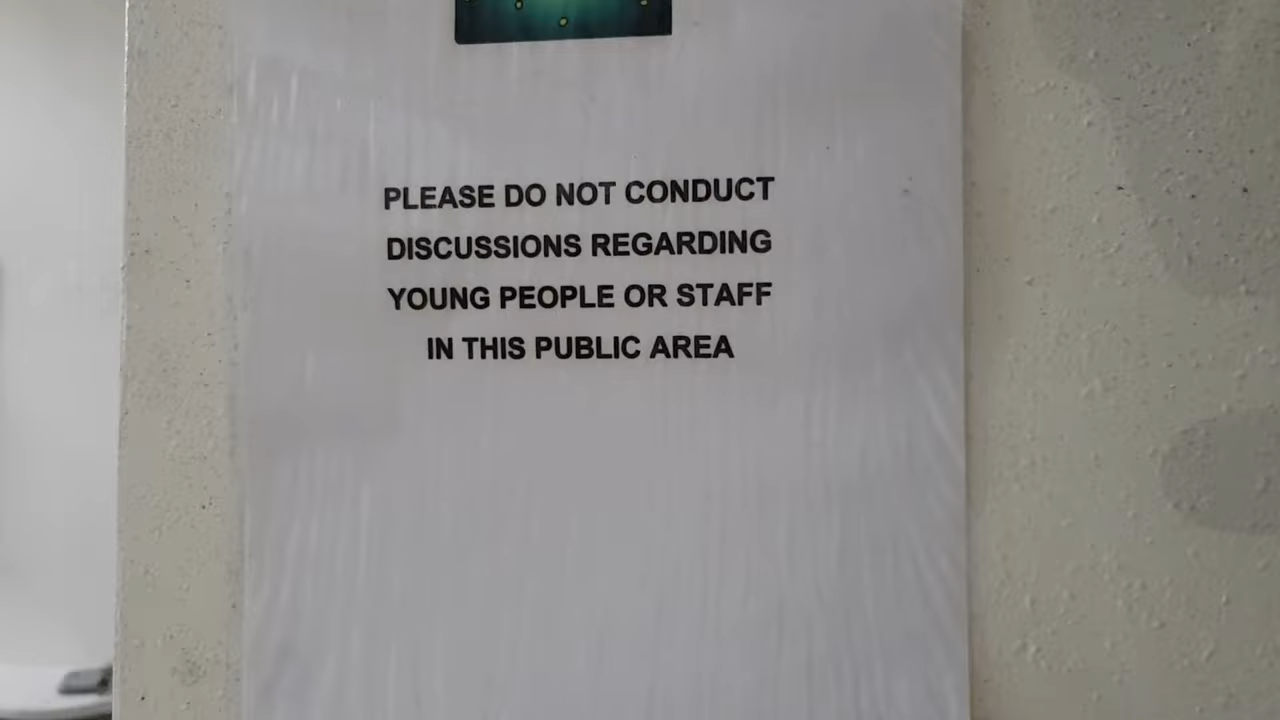 PLEASE DO NOT CONDUCT
DISCUSSIONS REGARDING
YOUNG PEOPLE OR STAFF
IN THIS PUBLIC AREA